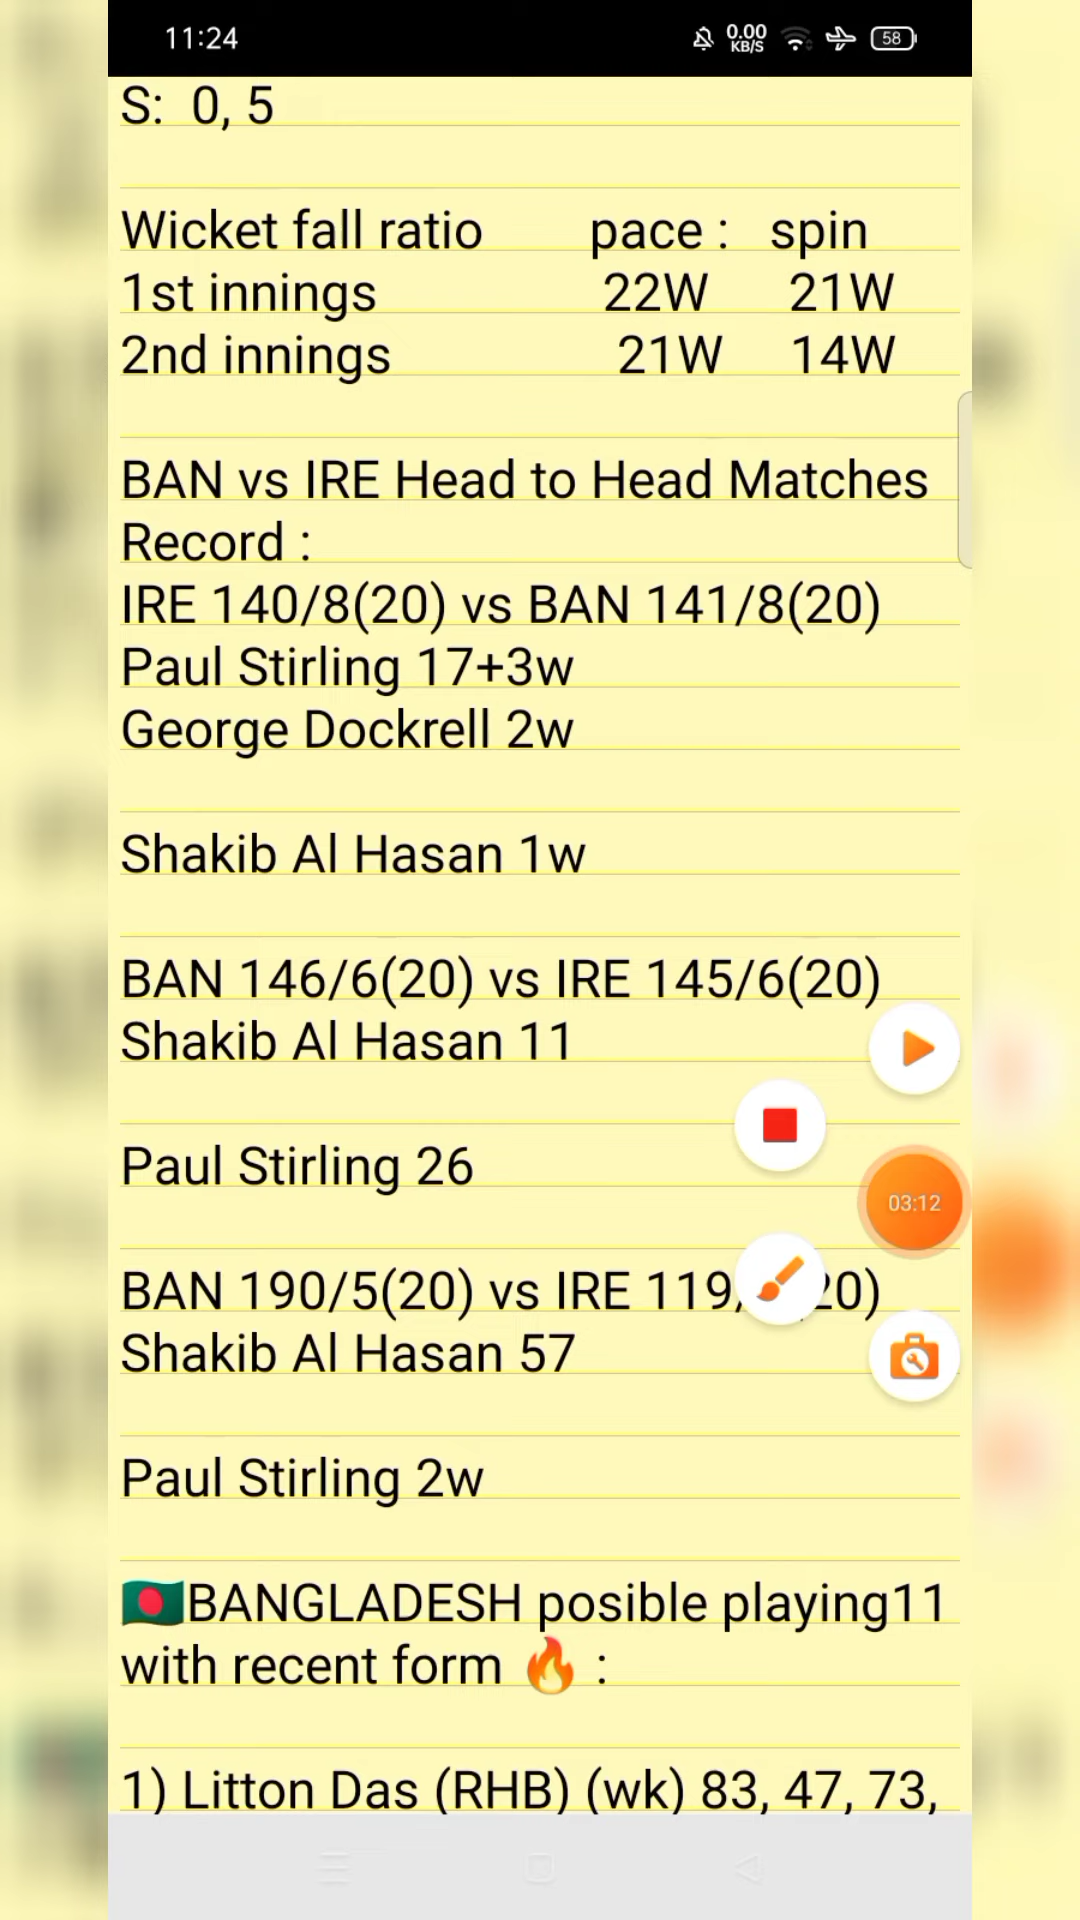 11:24
0.00
KB/S
58
S: 0, 5
Wicket fall ratio pace : spin
1st innings 22W 21W
2nd innings 21W 14W
BAN vs IRE Head to Head Matches
Record :
IRE 140/8(20) vs BAN 141/8(20)
Paul Stirling 17+3w
George Dockrell 2w
Shakib Al Hasan 1w
BAN 146/6(20) vs IRE 145/6(20)
Shakib Al Hasan 11
Paul Stirling 26
03:12
BAN 190/5(20) vs IRE 119/ 20)
Shakib Al Hasan 57
Paul Stirling 2w
🇧🇩BANGLADESH posible playing11
with recent form 🔥 :
1) Litton Das (RHB) (wk) 83, 47, 73,